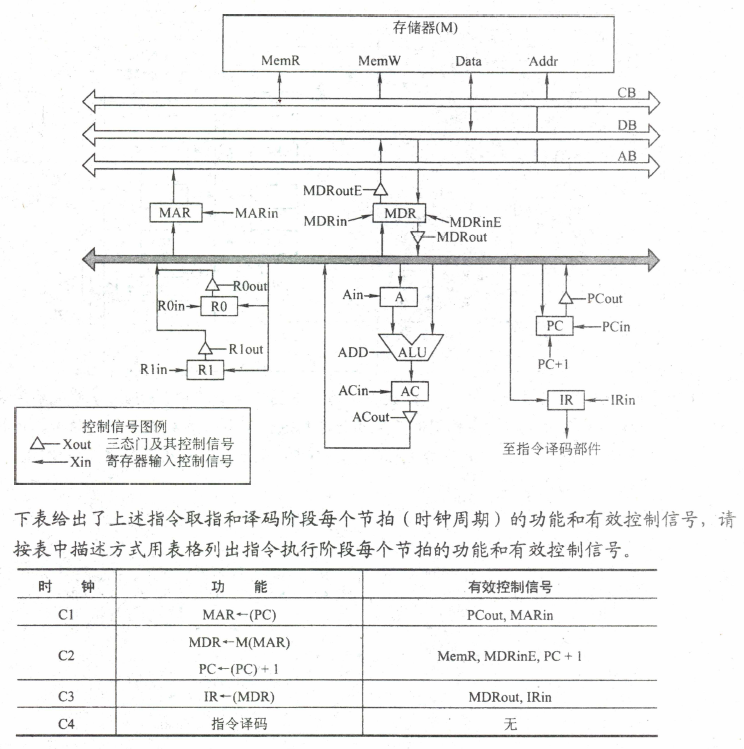 存储器(M)
MemR MemW Data Addr
CB
DB
AB
MDRoutE
MAR MARin MDRin MDR MDRinE
MDRout
R0out
R0in R0
Ain A
PCout
PC PCin
R1out
R1in R1
ADD ALU
PC+1
ACin AC
ACout
IR IRin
至指令译码部件
控制信号图例
Xout 三态门及其控制信号
Xin 寄存器输入控制信号
下表给出了上述指令取指和译码阶段每个节拍（时钟周期）的功能和有效控制信号，请
按表中描述方式用表格列出指令执行阶段每个节拍的功能和有效控制信号。
时 钟 功 能 有效控制信号
C1 MAR←(PC) PCout, MARin
C2 MDR←M(MAR) MemR, MDRinE, PC + 1
PC←(PC) + 1
C3 IR←(MDR) MDRout, IRin
C4 指令译码 无